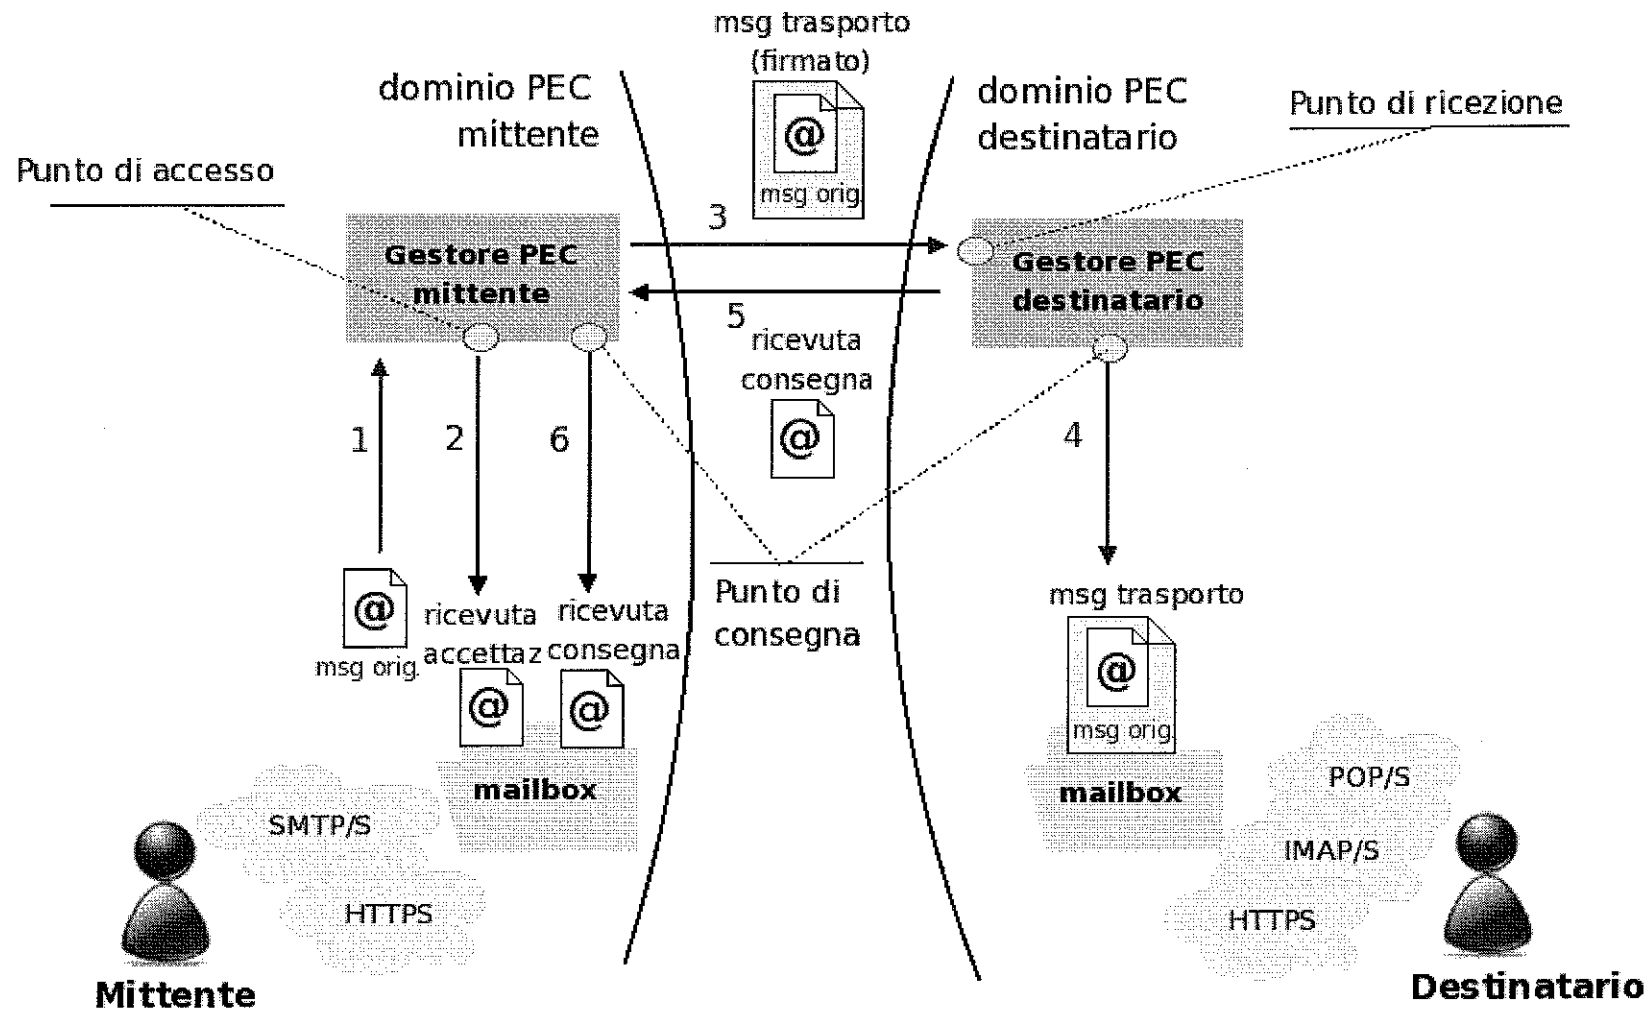 msg trasporto
(firmato)
dominio PEC
mittente
dominio PEC
destinatario
Punto di ricezione
Punto di accesso
@
msg orig.
3
Gestore PEC
mittente
Gestore PEC
destinatario
5
ricevuta
consegna
@
1
2
6
4
@
msg orig.
ricevuta
accettaz
@
ricevuta
consegna
@
Punto di
consegna
msg trasporto
@
msg orig.
mailbox
mailbox
SMTP/S
HTTPS
POP/S
IMAP/S
HTTPS
Mittente
Destinatario